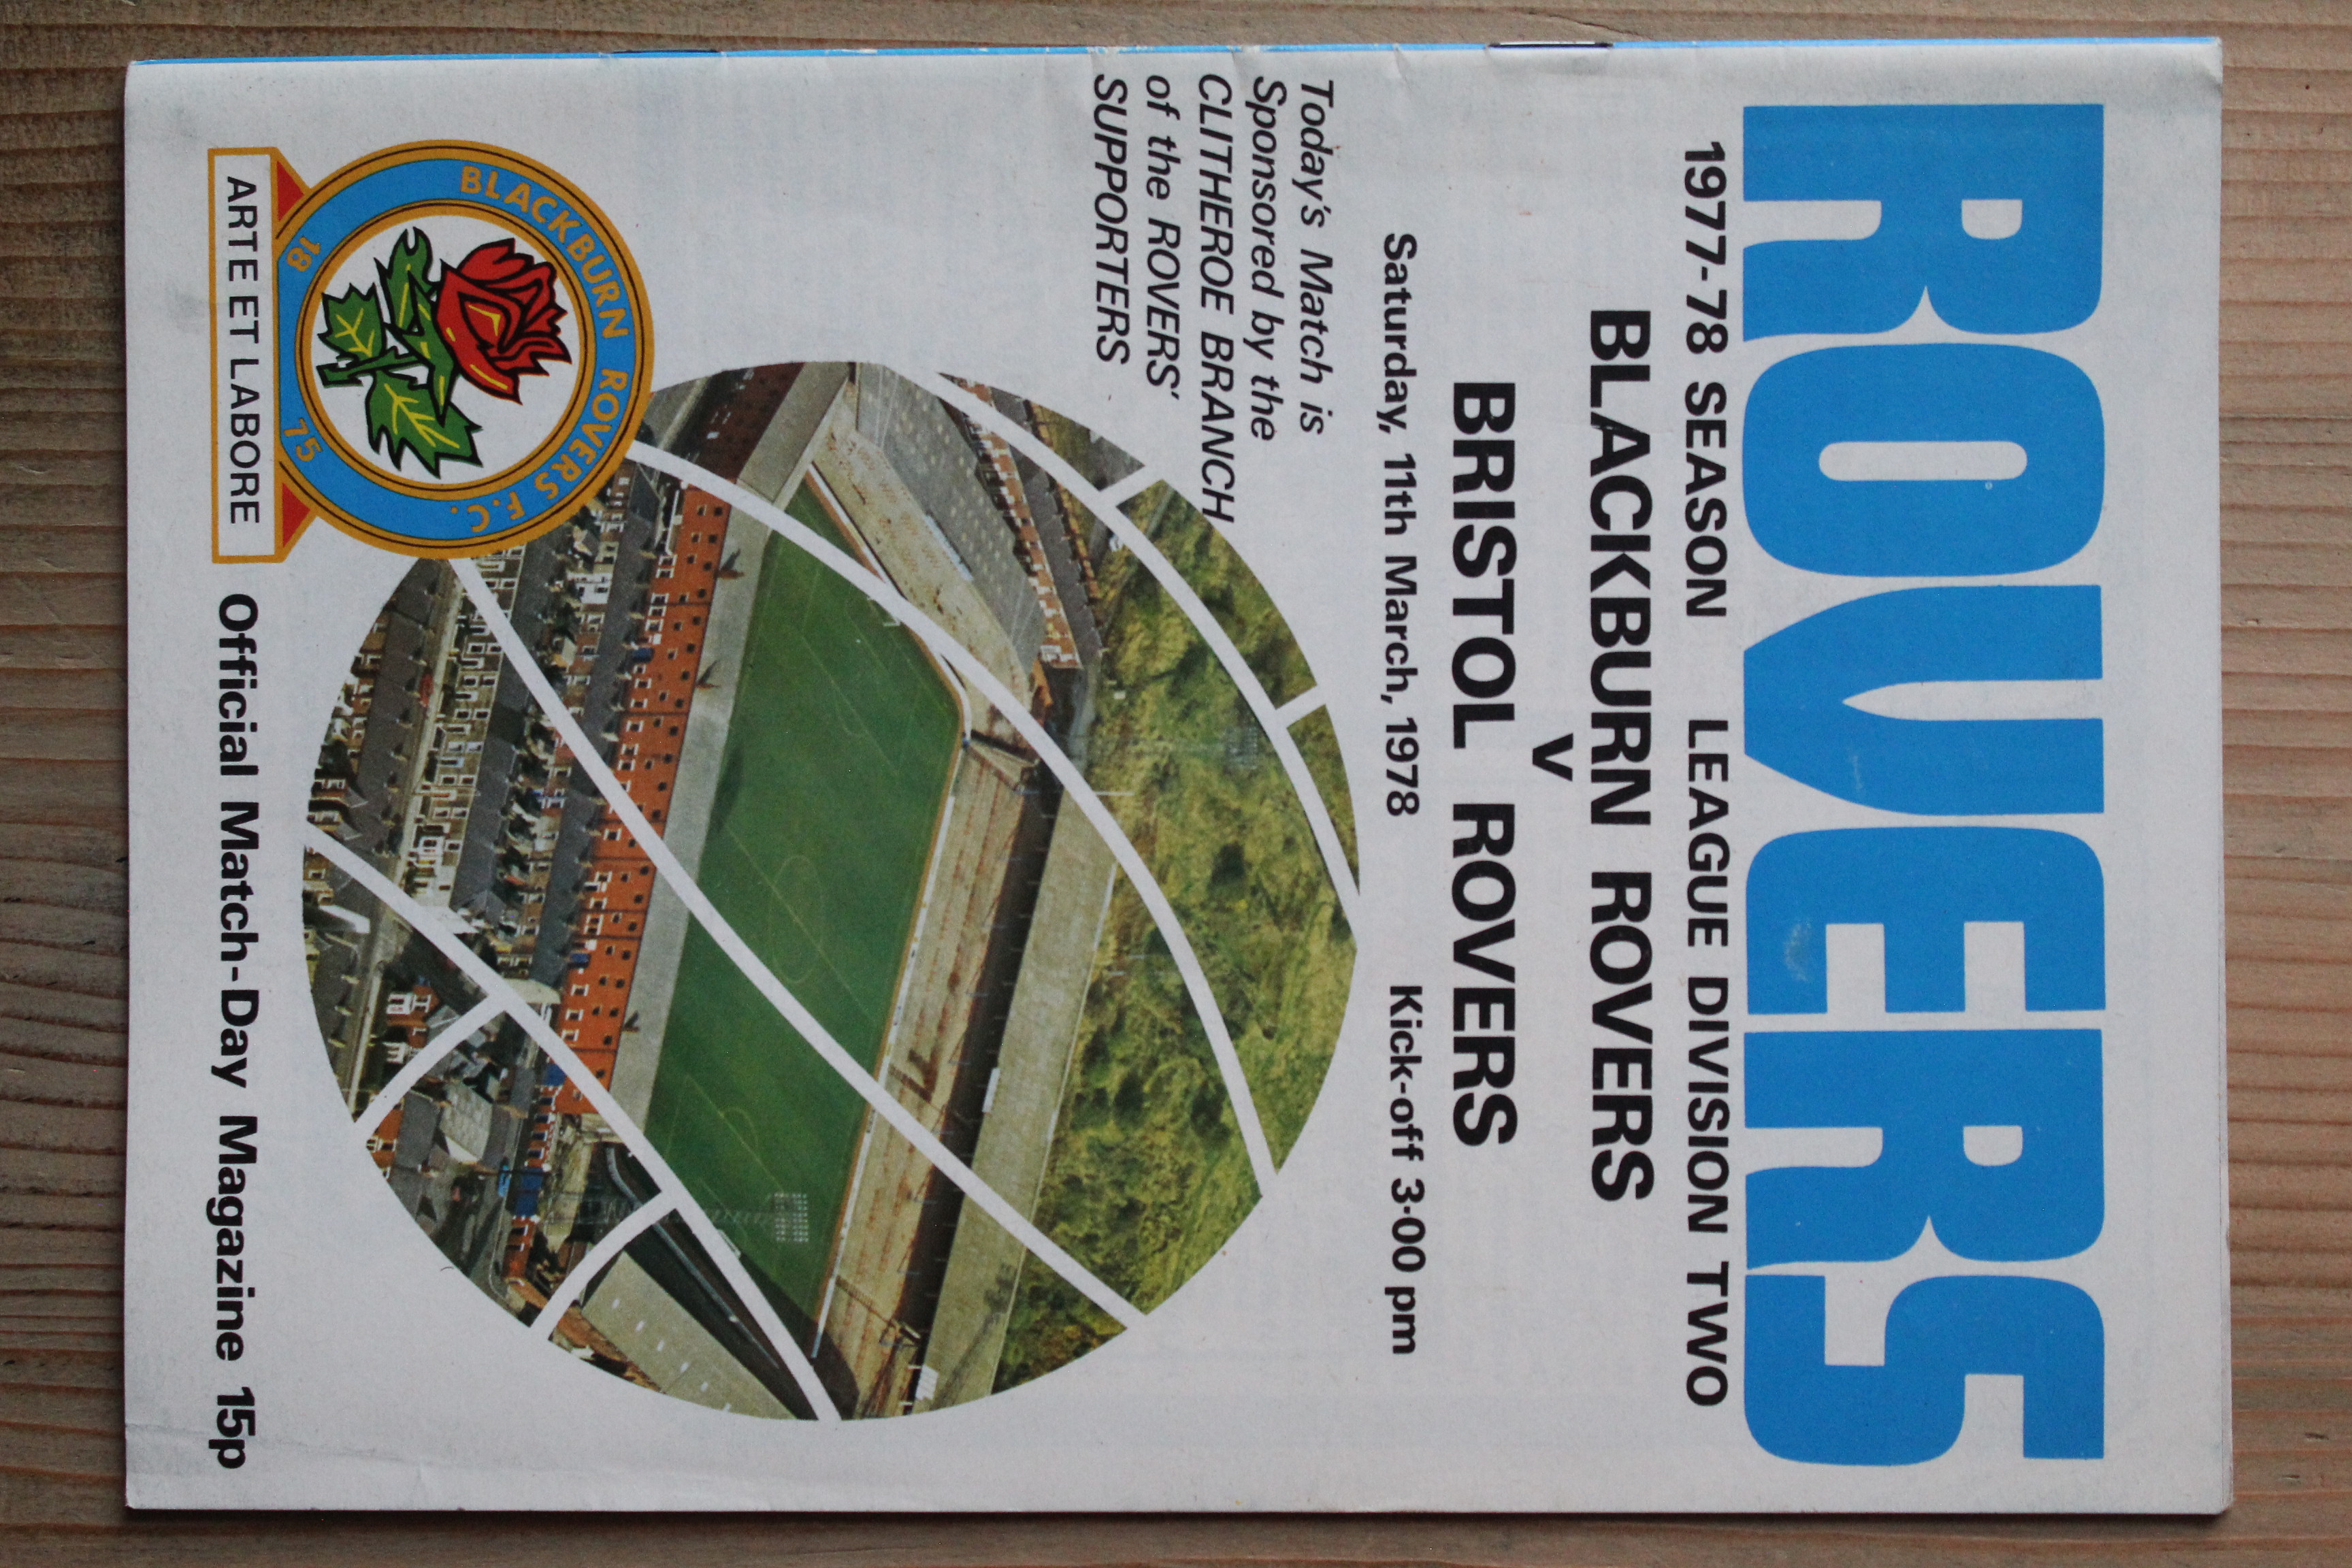 ROVERS
1977-78 SEASON LEAGUE DIVISION TWO
BLACKBURN ROVERS
v
BRISTOL ROVERS
Saturday, 11th March, 1978 Kick-off 3·00 pm
Today's Match is
Sponsored by the
CLITHEROE BRANCH
of the ROVERS'
SUPPORTERS
BLACKBURN ROVERS F.C.
18 75
ARTE ET LABORE
Official Match-Day Magazine 15p